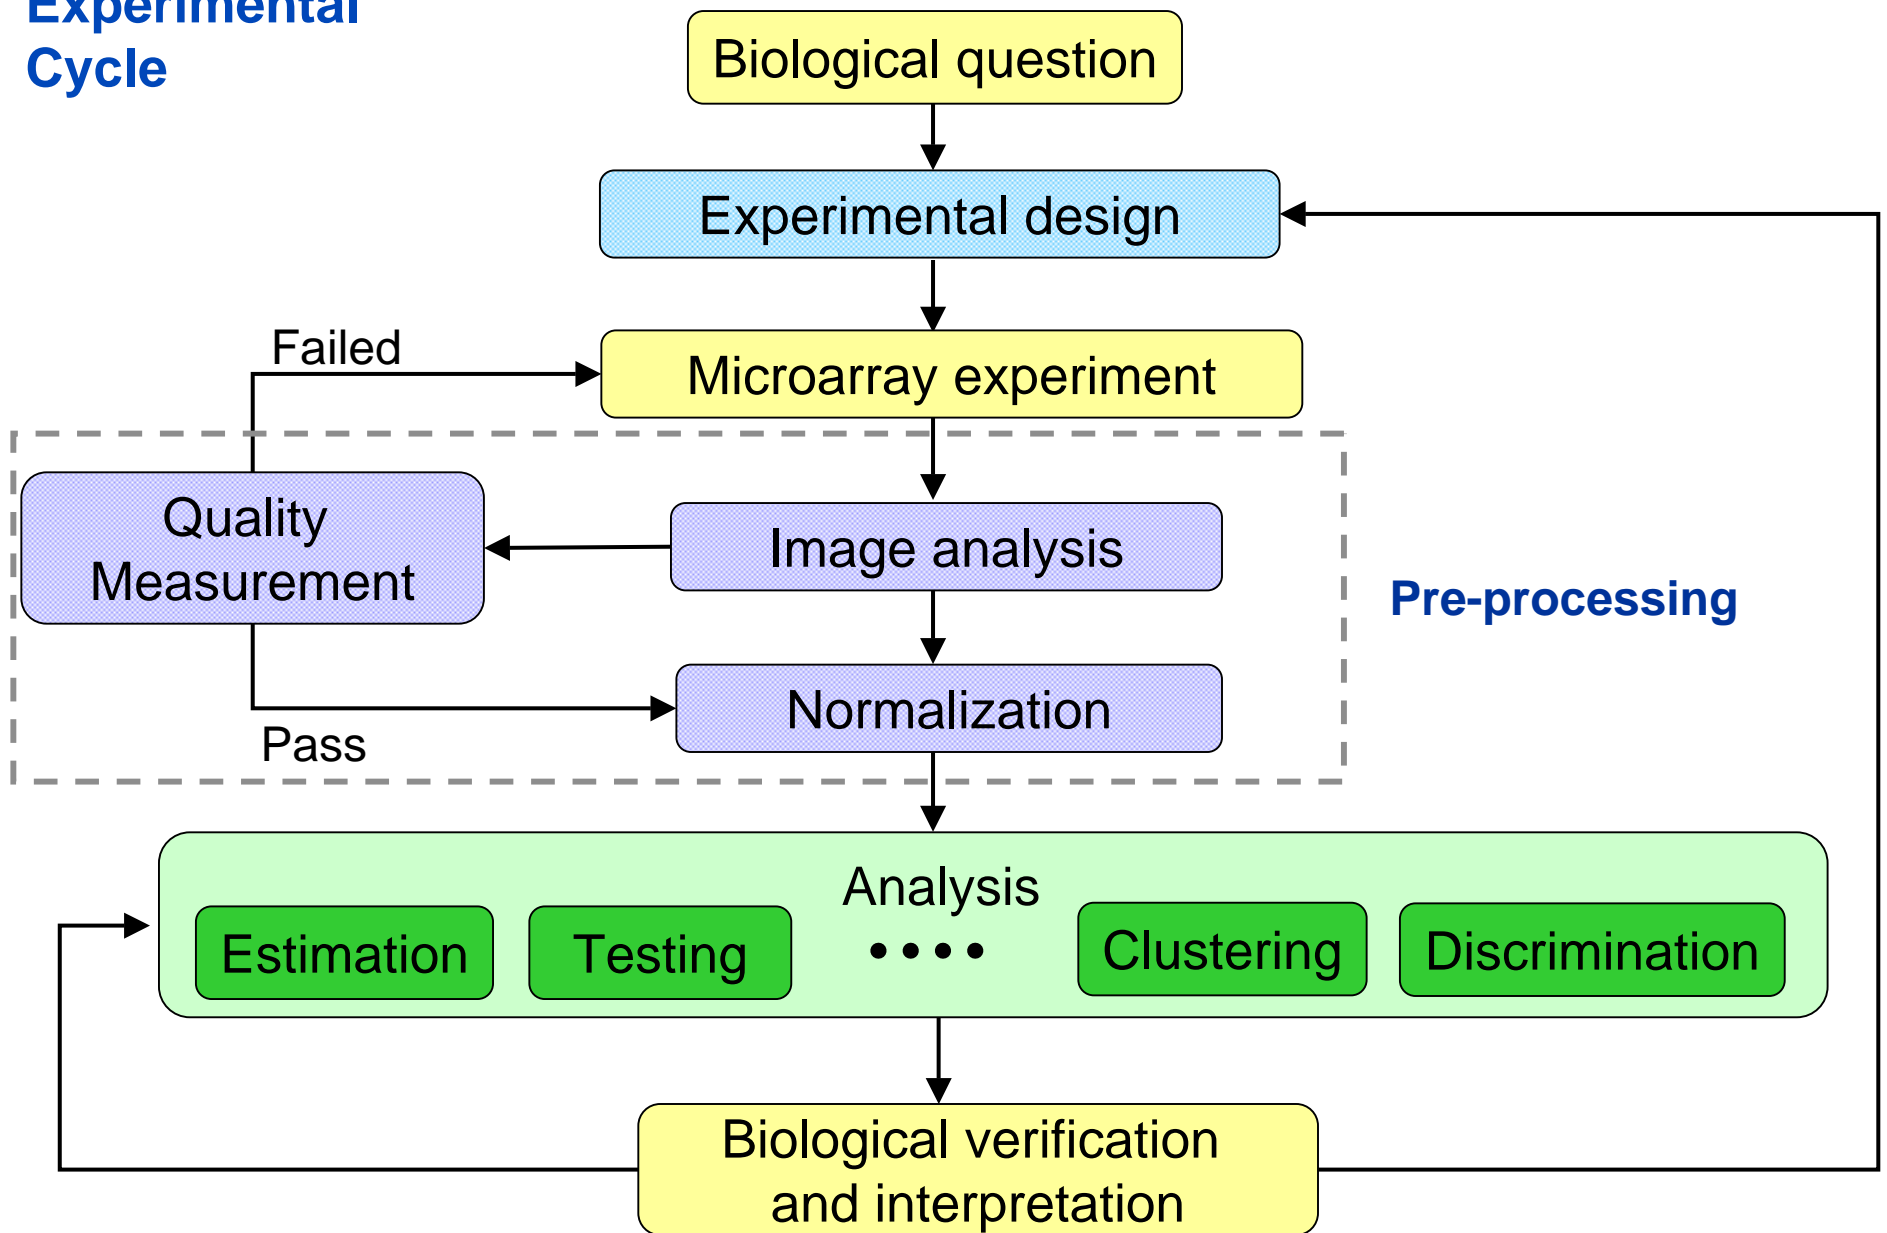 Experimental
Cycle
Biological question
Experimental design
Failed
Microarray experiment
Quality
Measurement
Image analysis
Pre-processing
Normalization
Pass
Analysis
Estimation
Testing
••••
Clustering
Discrimination
Biological verification
and interpretation